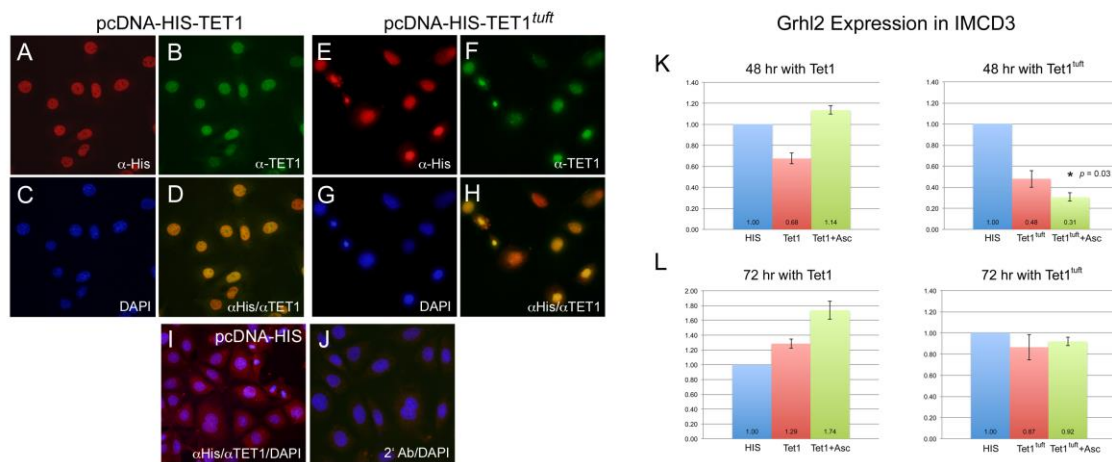 pcDNA-HIS-TET1
pcDNA-HIS-TET1tuft
Grhl2 Expression in IMCD3
A
α-His
B
α-TET1
E
α-His
F
α-TET1
C
DAPI
D
αHis/αTET1
G
DAPI
H
αHis/αTET1
I
pcDNA-HIS
αHis/αTET1/DAPI
J
2' Ab/DAPI
K
48 hr with Tet1
1.20
1.00
0.80
0.60
0.40
0.20
0.00
1.00
0.68
1.14
HIS
Tet1
Tet1+Asc
48 hr with Tet1tuft
1.20
1.00
0.80
0.60
0.40
0.20
0.00
* p = 0.03
1.00
0.48
0.31
HIS
Tet1tuft
Tet1tuft+Asc
L
72 hr with Tet1
2.00
1.80
1.60
1.40
1.20
1.00
0.80
0.60
0.40
0.20
0.00
1.00
1.29
1.74
HIS
Tet1
Tet1+Asc
72 hr with Tet1tuft
1.20
1.00
0.80
0.60
0.40
0.20
0.00
1.00
0.87
0.92
HIS
Tet1tuft
Tet1tuft+Asc